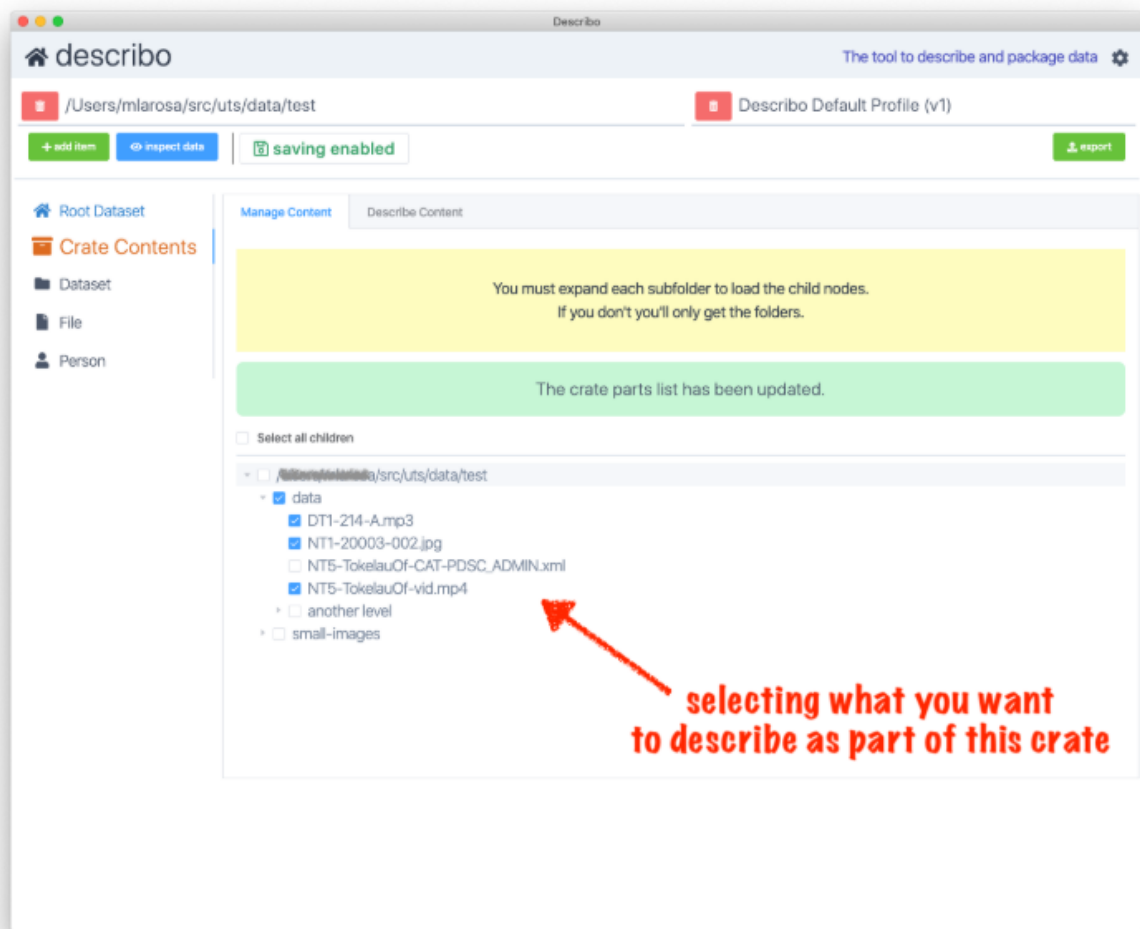 Describo
describo
The tool to describe and package data
/Users/mlarosa/src/uts/data/test
Describo Default Profile (v1)
+ add item
inspect data
saving enabled
export
Root Dataset
Crate Contents
Dataset
File
Person
Manage Content
Describe Content
You must expand each subfolder to load the child nodes.
If you don't you'll only get the folders.
The crate parts list has been updated.
Select all children
a/src/uts/data/test
data
DT1-214-A.mp3
NT1-20003-002.jpg
NT5-TokelauOf-CAT-PDSC_ADMIN.xml
NT5-TokelauOf-vid.mp4
another level
small-images
selecting what you want
to describe as part of this crate